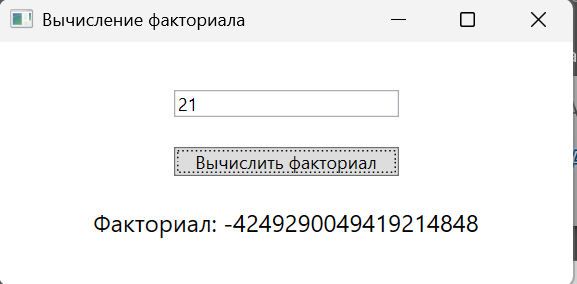 Вычисление факториала
21
Вычислить факториал
Факториал: -4249290049419214848